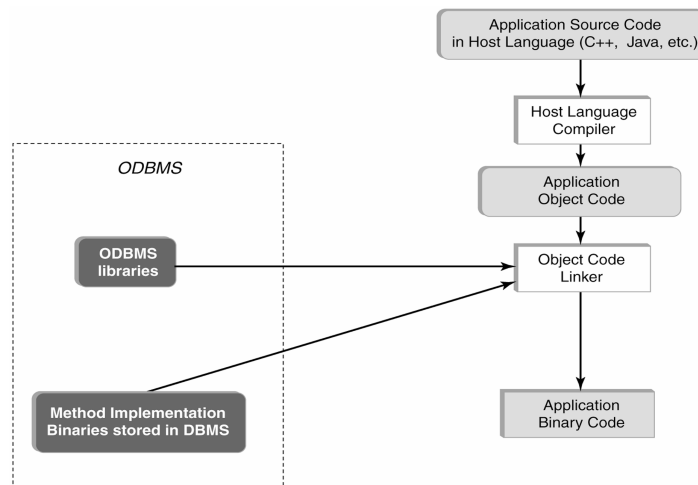 Application Source Code
in Host Language (C++, Java, etc.)
Host Language
Compiler
ODBMS
Application
Object Code
ODBMS
libraries
Object Code
Linker
Method Implementation
Binaries stored in DBMS
Application
Binary Code